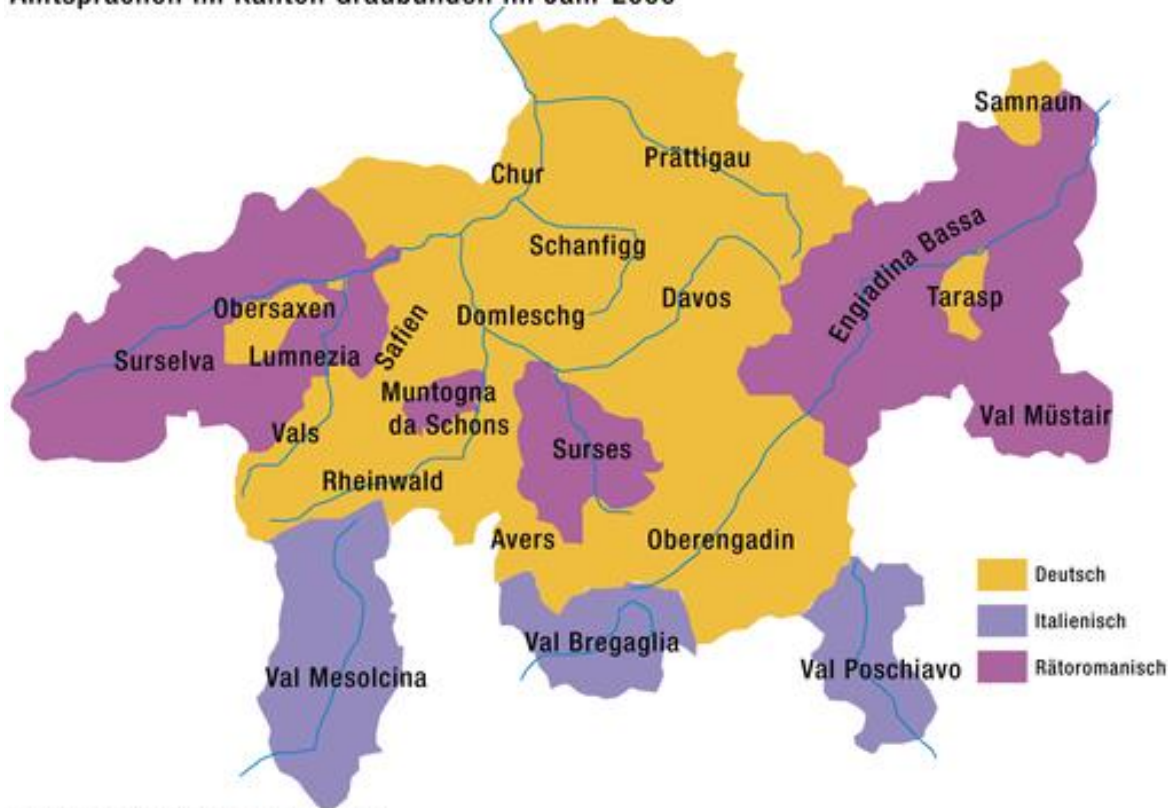 Samnaun
Prättigau
Chur
Engladina Bassa
Schanfigg
Davos
Tarasp
Obersaxen
Domleschg
Safien
Surselva
Lumnezia
Muntogna
da Schons
Val Müstair
Vals
Surses
Rheinwald
Avers
Oberengadin
Deutsch
Italienisch
Val Bregaglia
Val Mesolcina
Val Poschiavo
Rätoromanisch